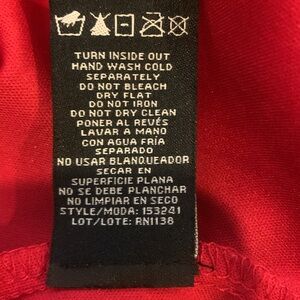 TURN INSIDE OUT
HAND WASH COLD
SEPARATELY
DO NOT BLEACH
DRY FLAT
DO NOT IRON
DO NOT DRY CLEAN
PONER AL REVÉS
LAVAR A MANO
CON AGUA FRÍA
SEPARADO
NO USAR BLANQUEADOR
SECAR EN
SUPERFICIE PLANA
NO SE DEBE PLANCHAR
NO LIMPIAR EN SECO
STYLE/MODA: 153241
LOT/LOTE: RN1138